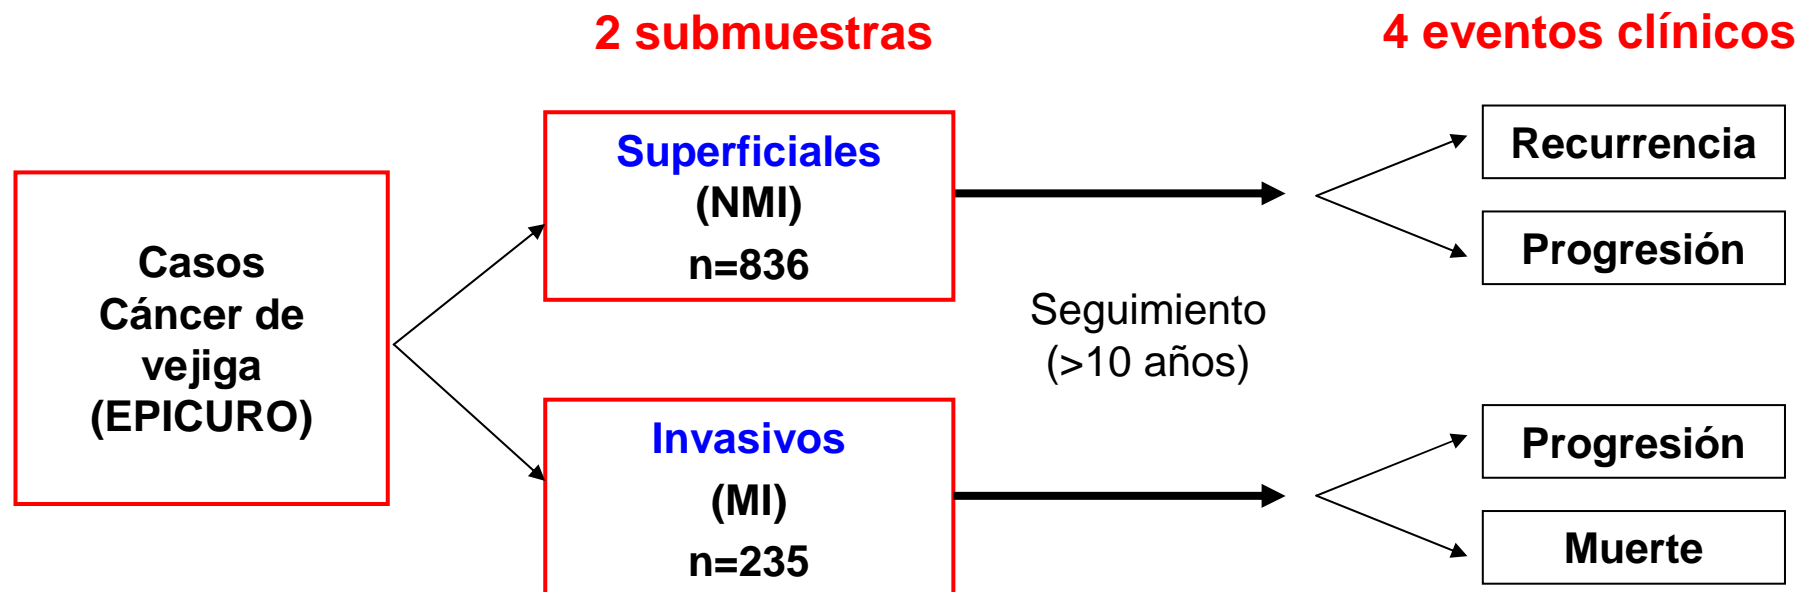 2 submuestras
4 eventos clínicos
Casos
Cáncer de
vejiga
(EPICURO)
Superficiales
(NMI)
n=836
Invasivos
(MI)
n=235
Seguimiento
(>10 años)
Recurrencia
Progresión
Progresión
Muerte